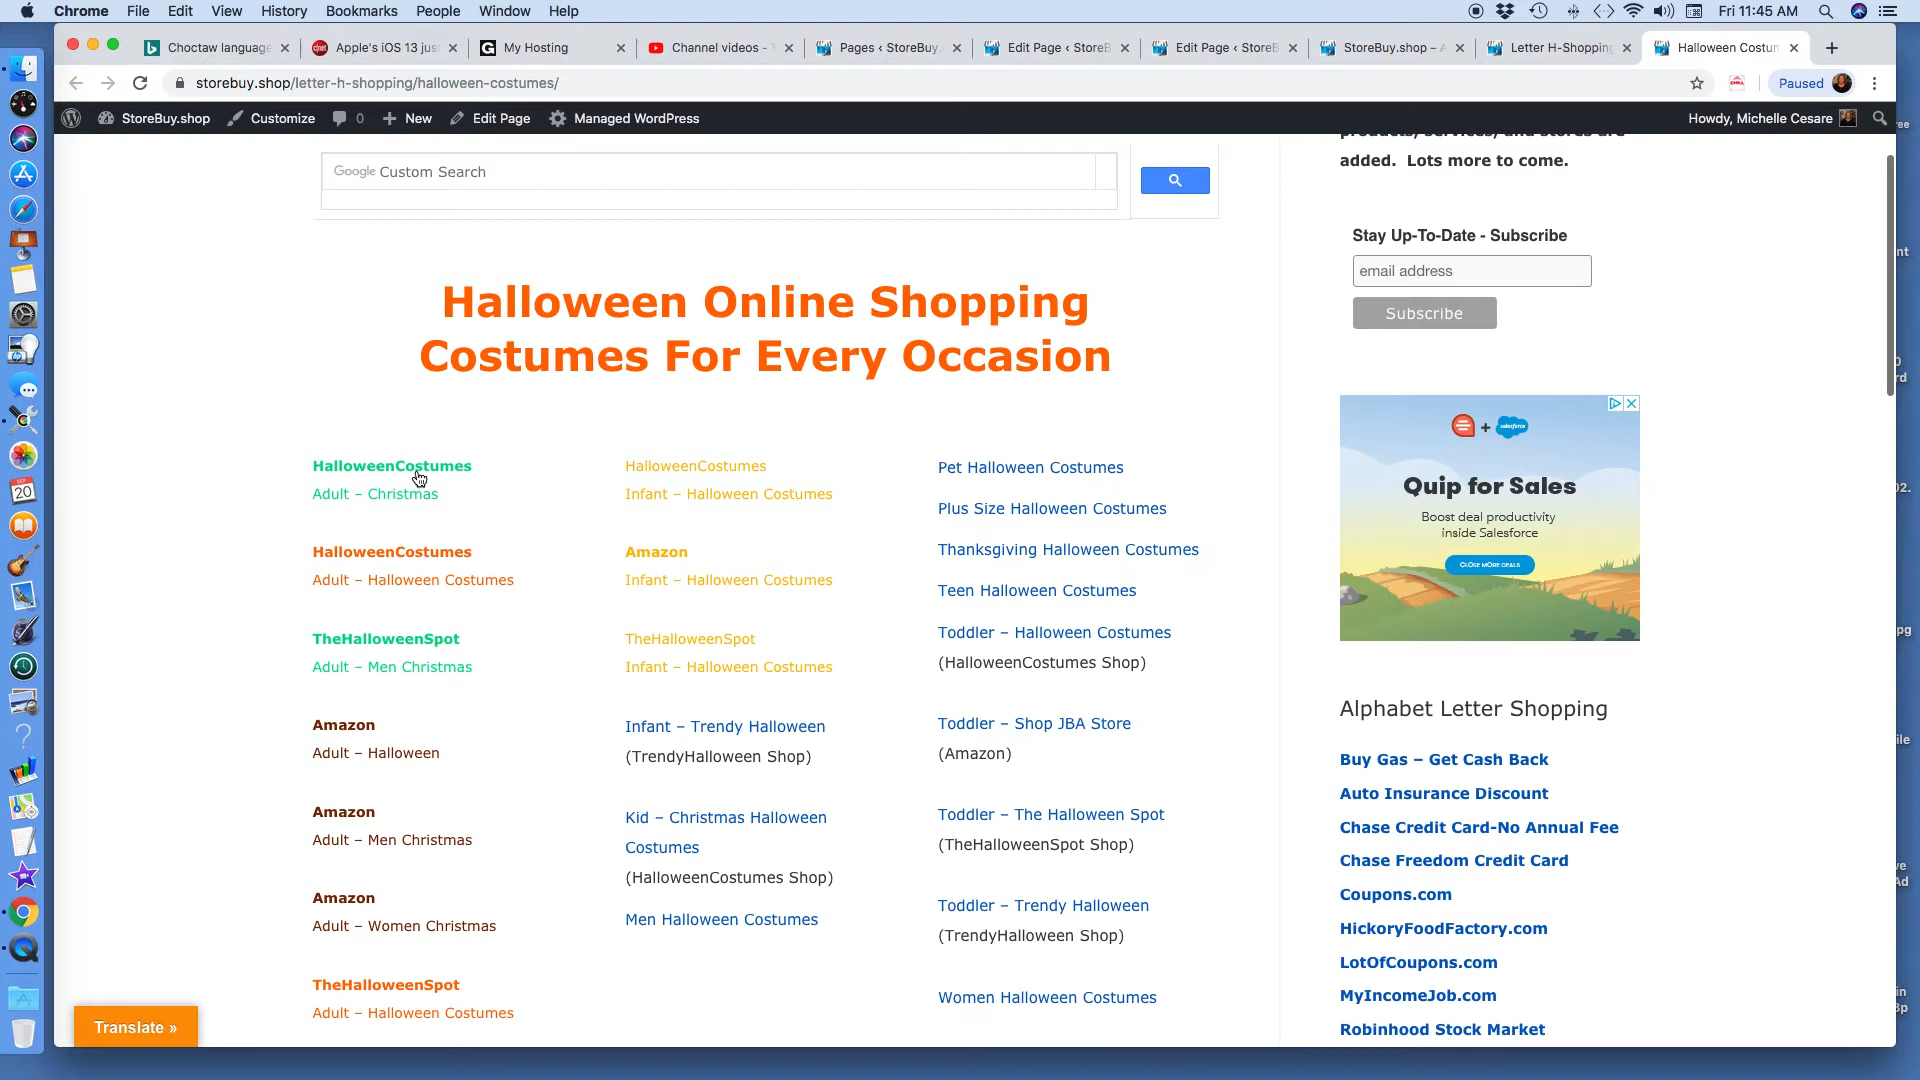 Chrome File Edit View History Bookmarks People Window Help Fri 11:45 AM
Choctaw language Apple's iOS 13 jus My Hosting Channel videos - Y Pages ‹ StoreBuy. Edit Page ‹ StoreB Edit Page ‹ StoreB StoreBuy.shop – A Letter H-Shopping Halloween Costum
storebuy.shop/letter-h-shopping/halloween-costumes/ Paused
StoreBuy.shop Customize 0 New Edit Page Managed WordPress Howdy, Michelle Cesare
products, services, and stores are
added. Lots more to come.
Google Custom Search
Halloween Online Shopping
Costumes For Every Occasion
HalloweenCostumes
Adult – Christmas
HalloweenCostumes
Adult – Halloween Costumes
TheHalloweenSpot
Adult – Men Christmas
Amazon
Adult – Halloween
Amazon
Adult – Men Christmas
Amazon
Adult – Women Christmas
TheHalloweenSpot
Adult – Halloween Costumes
HalloweenCostumes
Infant – Halloween Costumes
Amazon
Infant – Halloween Costumes
TheHalloweenSpot
Infant – Halloween Costumes
Infant – Trendy Halloween
(TrendyHalloween Shop)
Kid – Christmas Halloween
Costumes
(HalloweenCostumes Shop)
Men Halloween Costumes
Pet Halloween Costumes
Plus Size Halloween Costumes
Thanksgiving Halloween Costumes
Teen Halloween Costumes
Toddler – Halloween Costumes
(HalloweenCostumes Shop)
Toddler – Shop JBA Store
(Amazon)
Toddler – The Halloween Spot
(TheHalloweenSpot Shop)
Toddler – Trendy Halloween
(TrendyHalloween Shop)
Women Halloween Costumes
Stay Up-To-Date - Subscribe
email address
Subscribe
salesforce
Quip for Sales
Boost deal productivity
inside Salesforce
CLOSE MORE DEALS
Alphabet Letter Shopping
Buy Gas – Get Cash Back
Auto Insurance Discount
Chase Credit Card-No Annual Fee
Chase Freedom Credit Card
Coupons.com
HickoryFoodFactory.com
LotOfCoupons.com
MyIncomeJob.com
Robinhood Stock Market
Translate »
SEP
20